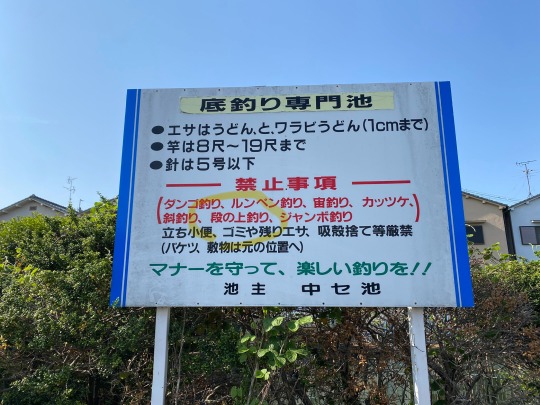 底釣り専門池
●エサはうどん、と、ワラビうどん(1cmまで)
●竿は8尺～19尺まで
●針は5号以下
禁止事項
(タンゴ釣り、ルンペン釣り、宙釣り、カッツケ、
斜釣り、段の上釣り、ジャンボ釣り)
立ち小便、ゴミや残りエサ、吸殻捨て等厳禁
(バケツ、敷物は元の位置へ)
マナーを守って、楽しい釣りを!!
池主 中セ池